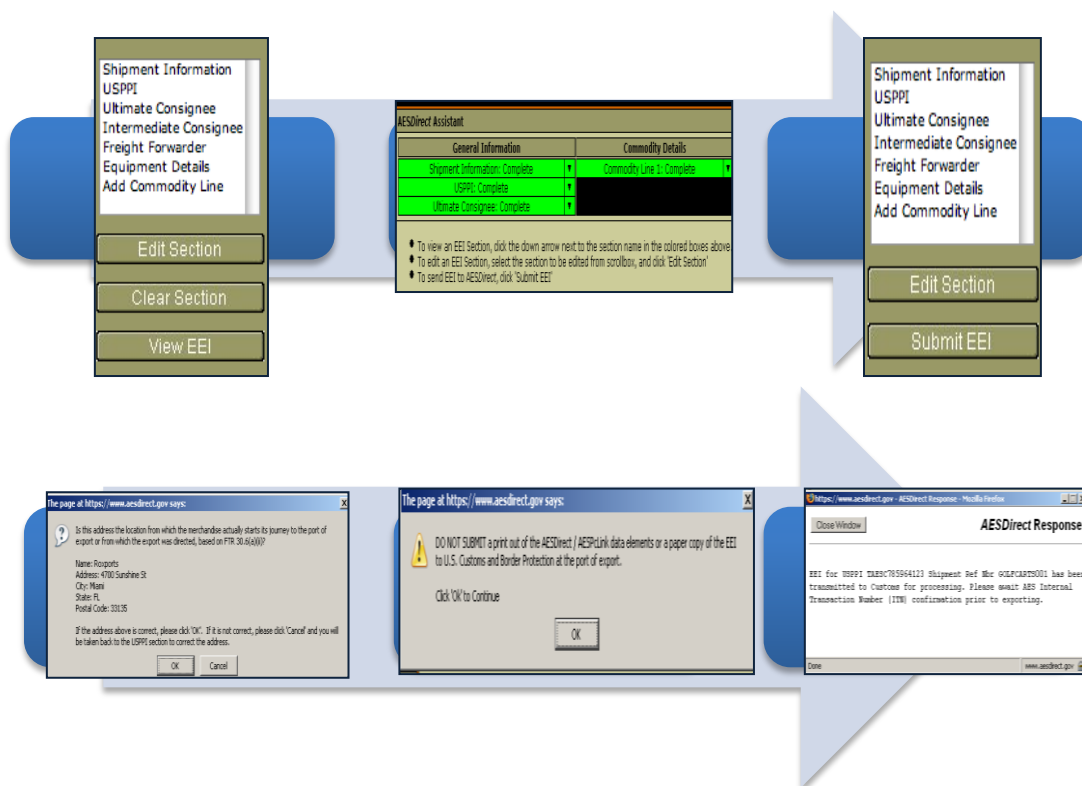 Shipment Information
USPPI
Ultimate Consignee
Intermediate Consignee
Freight Forwarder
Equipment Details
Add Commodity Line
Edit Section
Clear Section
View EEI
AESDirect Assistant
General Information
Commodity Details
Shipment Information: Complete
Commodity Line 1: Complete
USPPI: Complete
Ultimate Consignee: Complete
To view an EEI Section, click the down arrow next to the section name in the colored boxes above.
To edit an EEI Section, select the section to be edited from scrollbox, and click 'Edit Section'
To send EEI to AESDirect, click 'Submit EEI'
Shipment Information
USPPI
Ultimate Consignee
Intermediate Consignee
Freight Forwarder
Equipment Details
Add Commodity Line
Edit Section
Submit EEI
The page at https://www.aesdirect.gov says:
Is this address the location from which the merchandise actually starts its journey to the port of
export or from which the export was directed, based on FTR 30.6(a)(ii)?
Name: Roxports
Address: 4700 Sunshine St
City: Miami
State: FL
Postal Code: 33135
If the address above is correct, please click 'OK'. If it is not correct, please click 'Cancel' and you will
be taken back to the USPPI section to correct the address.
OK
Cancel
The page at https://www.aesdirect.gov says:
DO NOT SUBMIT a print out of the AESDirect / AESPcLink data elements or a paper copy of the EEI
to U.S. Customs and Border Protection at the port of export.
Click 'Ok' to Continue
OK
https://www.aesdirect.gov - AESDirect Response - Mozilla Firefox
Close Window
AESDirect Response
EEI for USPPI TAESC785964123 Shipment Ref Nbr GOLFCARTS001 has been
transmitted to Customs for processing. Please await AES Internal
Transaction Number (ITN) confirmation prior to exporting.
Done
www.aesdirect.gov